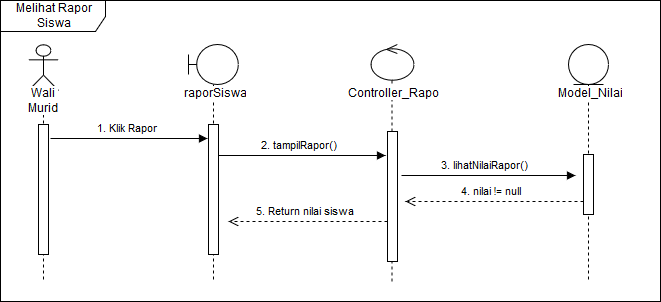 Melihat Rapor
Siswa
Wali
Murid
raporSiswa
Controller_Rapo
Model_Nilai
1. Klik Rapor
2. tampilRapor()
3. lihatNilaiRapor()
4. nilai != null
5. Return nilai siswa